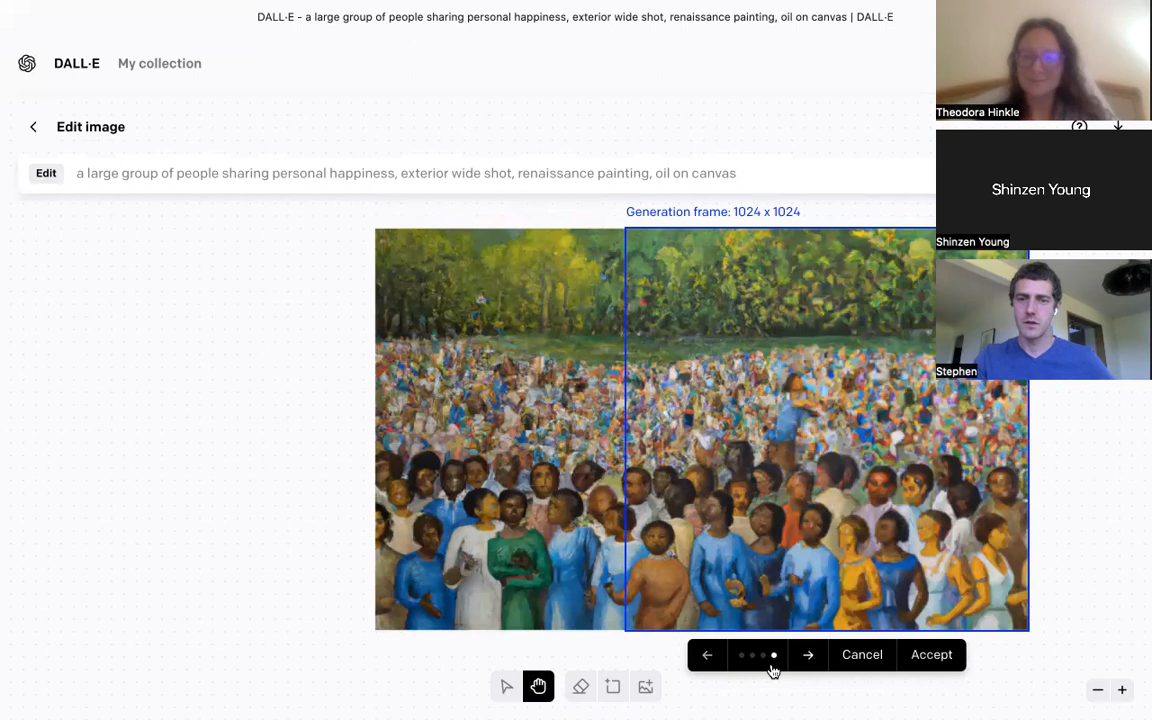 DALL·E - a large group of people sharing personal happiness, exterior wide shot, renaissance painting, oil on canvas | DALL·E
DALL·E My collection
Theodora Hinkle
Edit image
Edit a large group of people sharing personal happiness, exterior wide shot, renaissance painting, oil on canvas
Shinzen Young
Generation frame: 1024 x 1024
Shinzen Young
Stephen
Cancel Accept